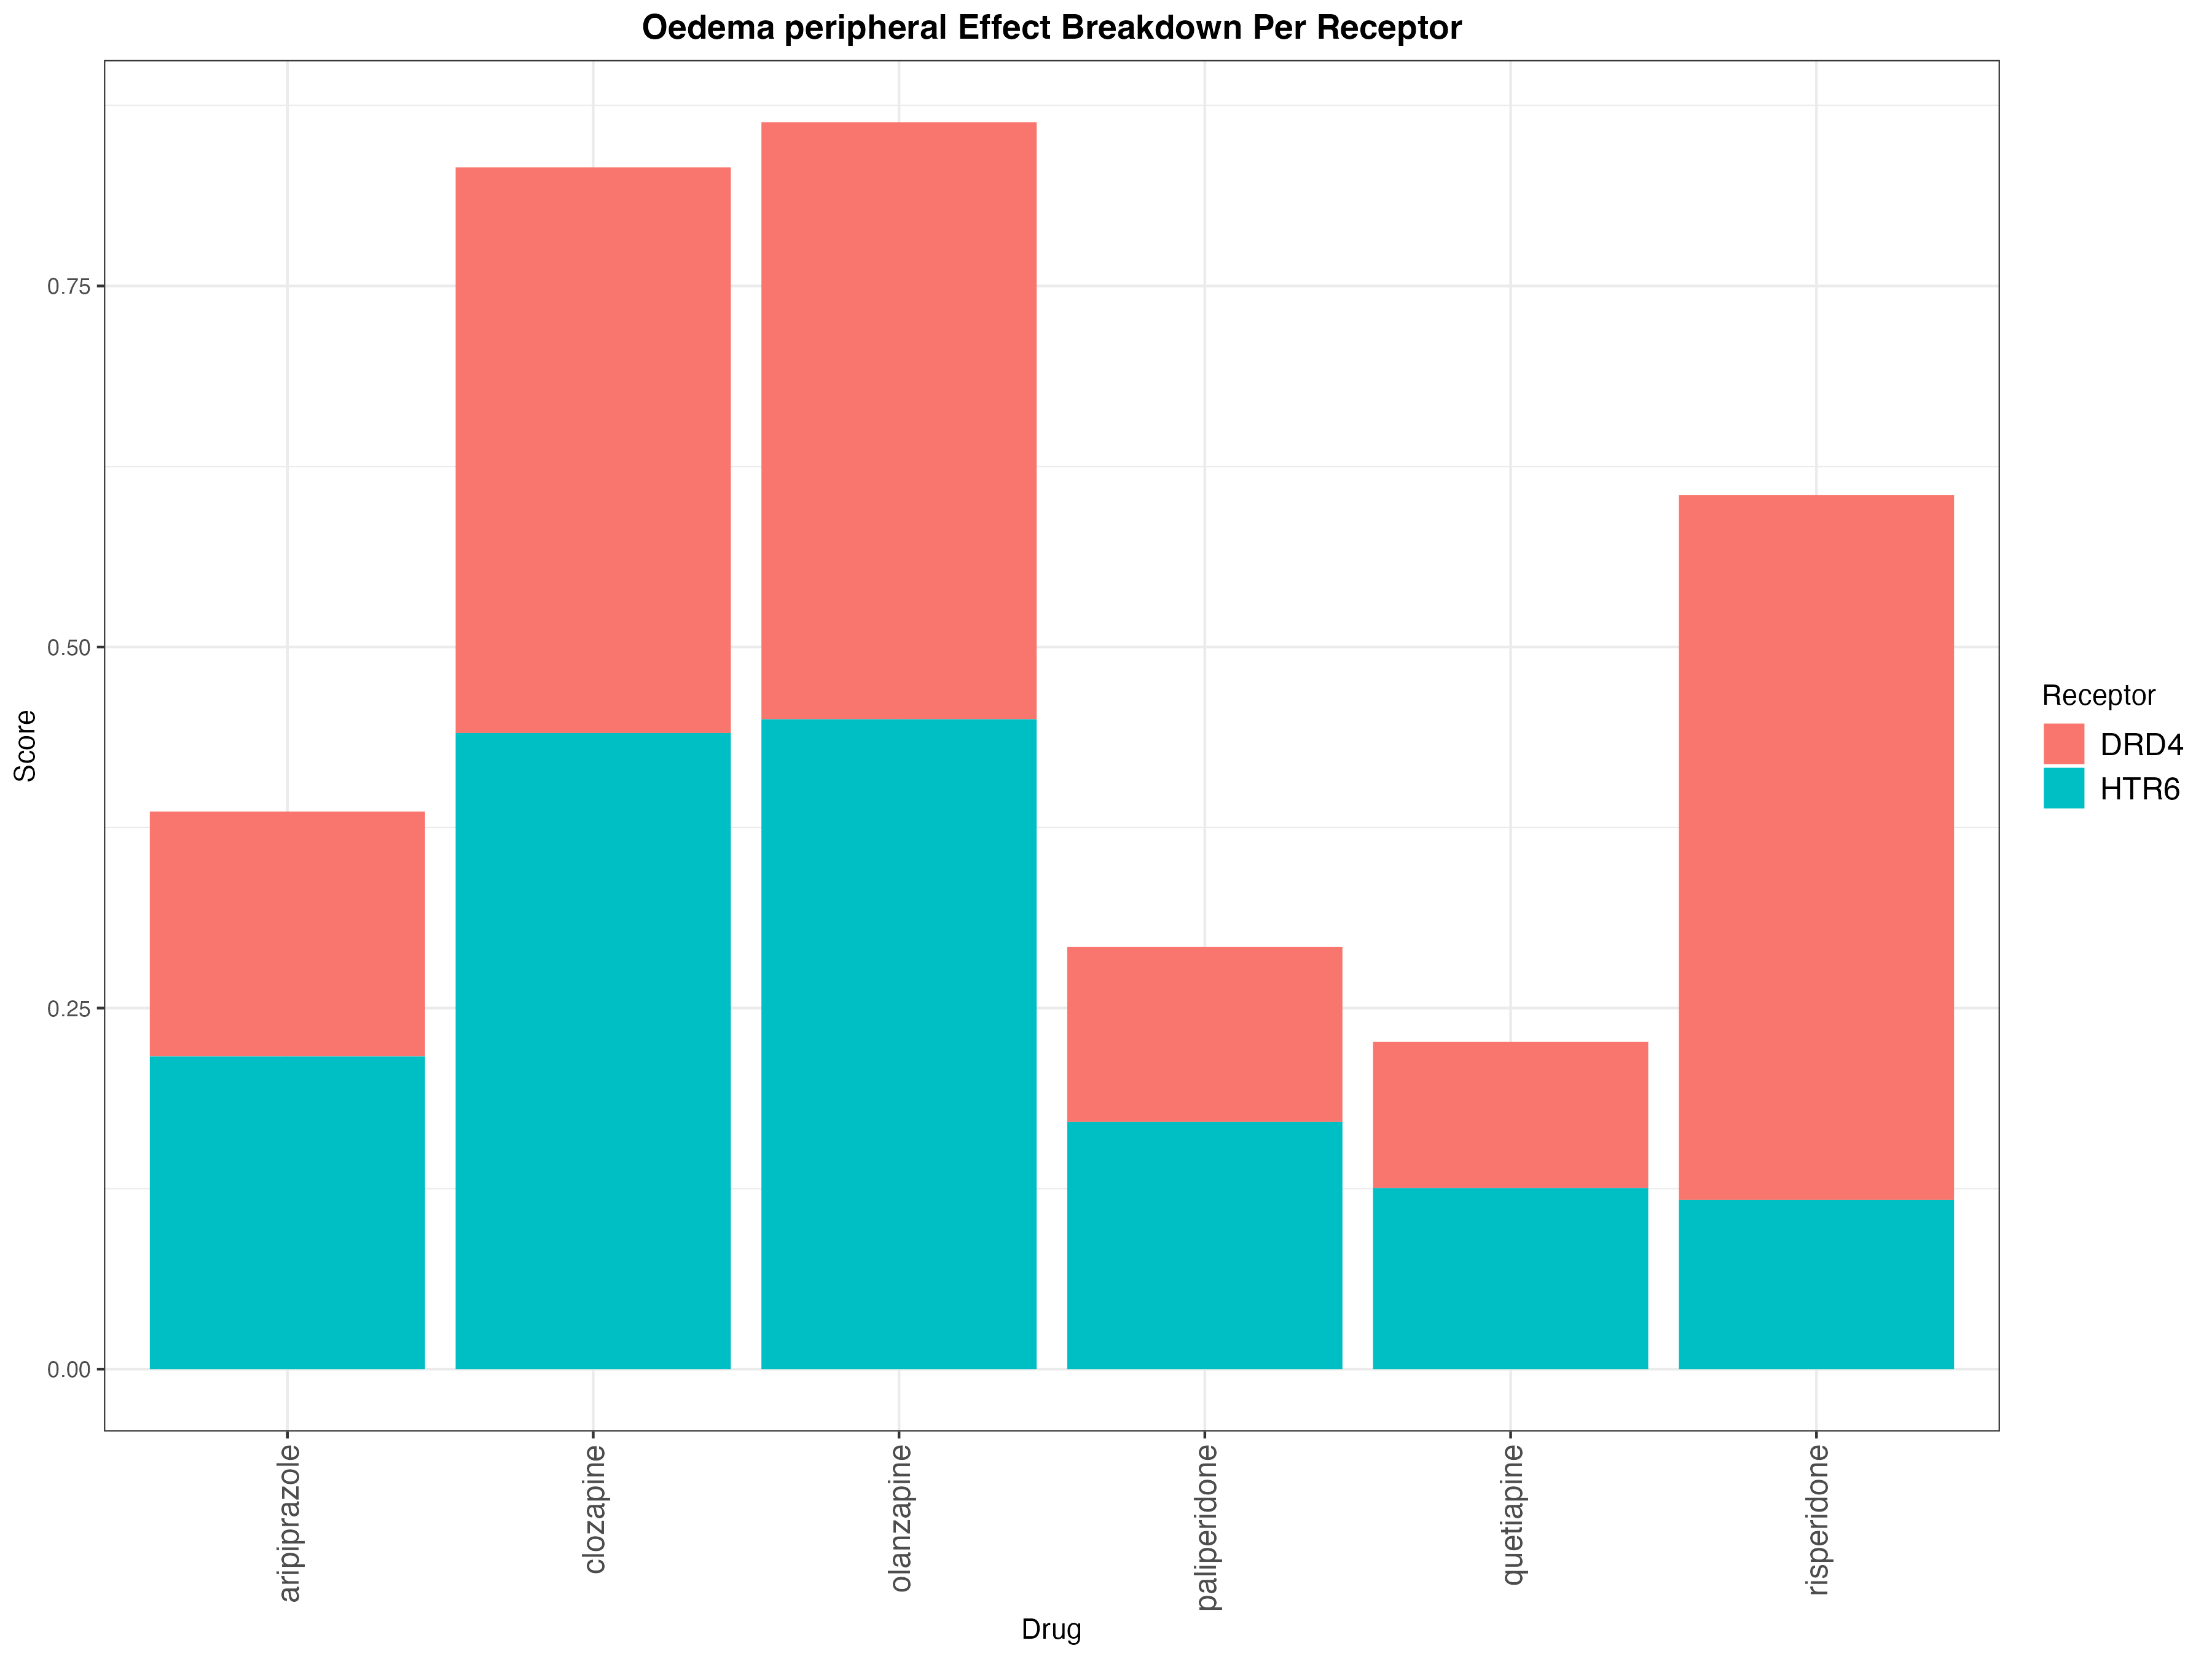 Oedema peripheral Effect Breakdown Per Receptor
Score
0.75
0.50
0.25
0.00
aripiprazole
clozapine
olanzapine
paliperidone
quetiapine
risperidone
Drug
Receptor
DRD4
HTR6